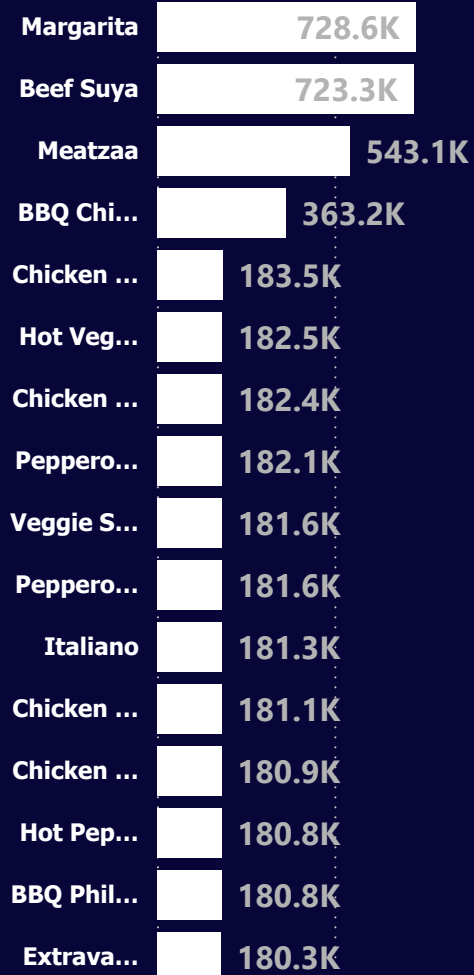 Margarita 728.6K
Beef Suya 723.3K
Meatzaa 543.1K
BBQ Chi... 363.2K
Chicken ... 183.5K
Hot Veg... 182.5K
Chicken ... 182.4K
Peppero... 182.1K
Veggie S... 181.6K
Peppero... 181.6K
Italiano 181.3K
Chicken ... 181.1K
Chicken ... 180.9K
Hot Pep... 180.8K
BBQ Phil... 180.8K
Extrava... 180.3K